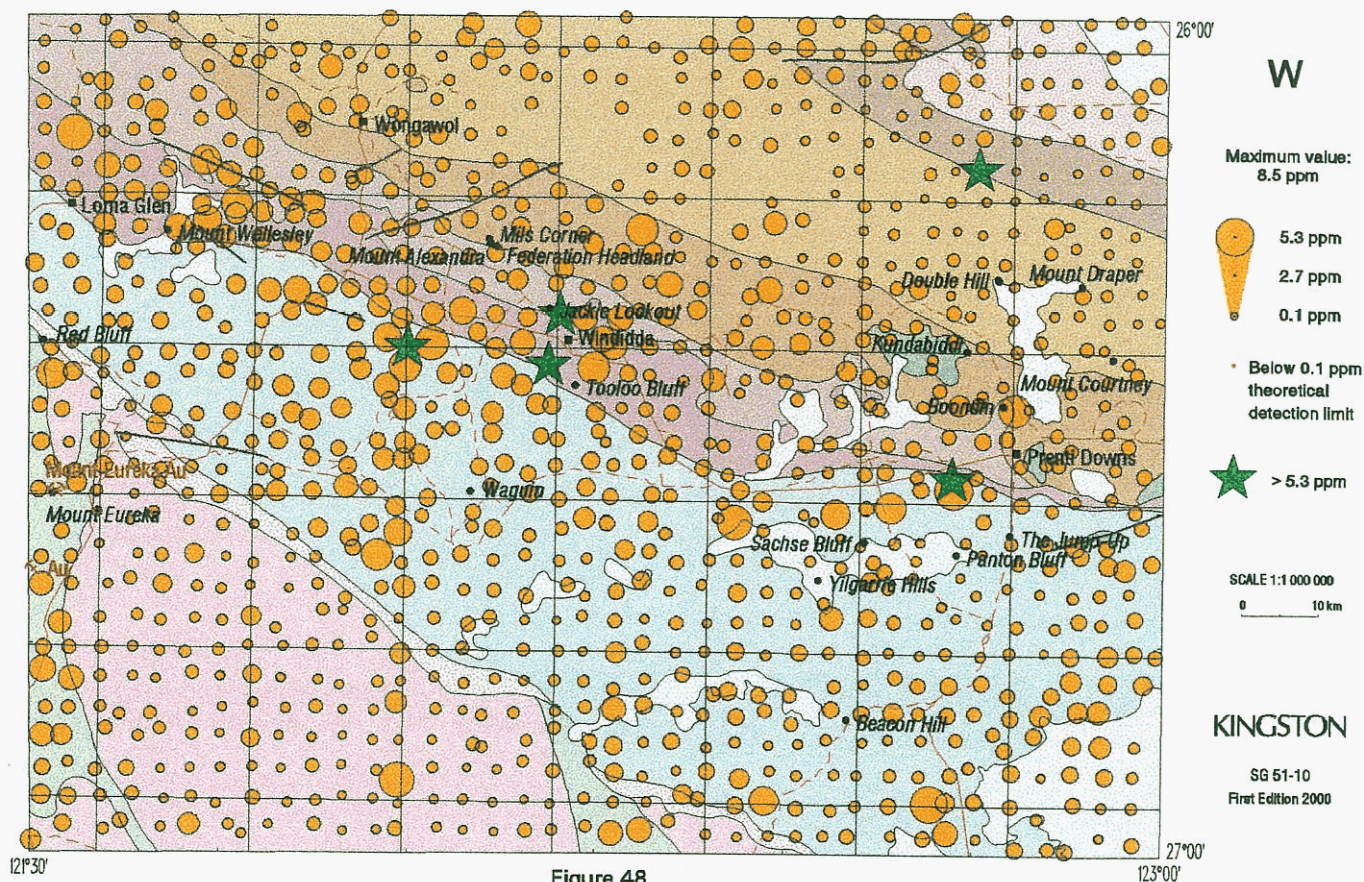 26°00'
W
Maximum value:
8.5 ppm
5.3 ppm
2.7 ppm
0.1 ppm
Below 0.1 ppm
theoretical
detection limit
> 5.3 ppm
SCALE 1:1 000 000
0 10 km
KINGSTON
SG 51-10
First Edition 2000
Wongawol
Lorna Glen
Mount Wellesley
Mils Corner
Mount Alexandra
Federation Headland
Double Hill
Mount Draper
Jackie Lookout
Red Bluff
Windidda
Kundabiddi
Tooloo Bluff
Mount Courtney
Boondin
Prenti Downs
Mount Eureka Au
Waguin
Mount Eureka
Sachse Bluff
The Jump-Up
Panton Bluff
Au
Yilgarrie Hills
Beacon Hill
121°30'
27°00'
123°00'
Figure 48